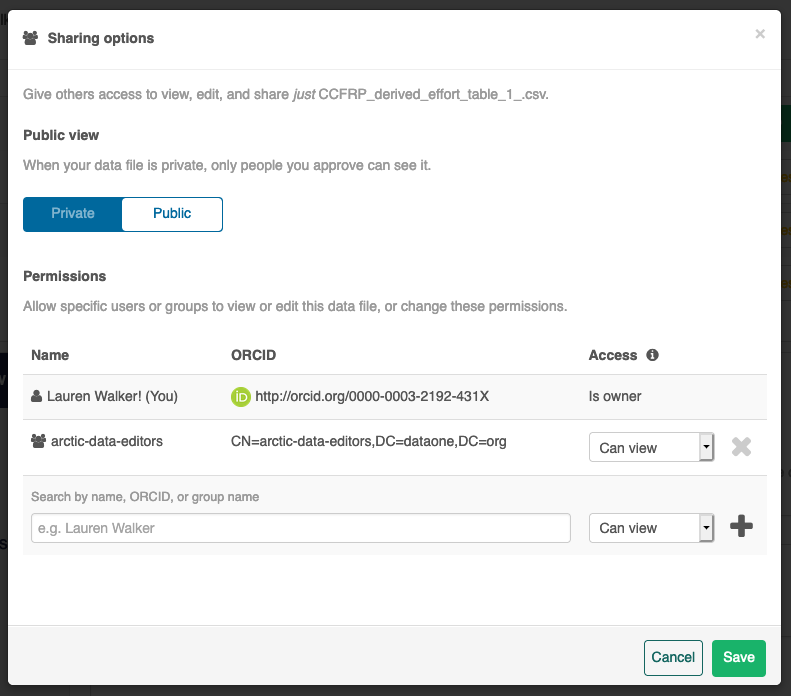 Sharing options
×
Give others access to view, edit, and share just CCFRP_derived_effort_table_1_.csv.
Public view
When your data file is private, only people you approve can see it.
Private Public
Permissions
Allow specific users or groups to view or edit this data file, or change these permissions.
Name ORCID Access
Lauren Walker! (You) iD http://orcid.org/0000-0003-2192-431X Is owner
arctic-data-editors CN=arctic-data-editors,DC=dataone,DC=org Can view
Search by name, ORCID, or group name
e.g. Lauren Walker Can view
Cancel Save